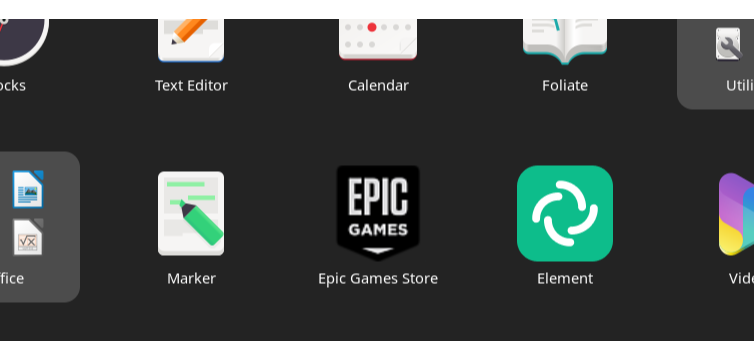 ocks
Text Editor
Calendar
Foliate
Utili
fice
Marker
EPIC
GAMES
Epic Games Store
Element
Vide